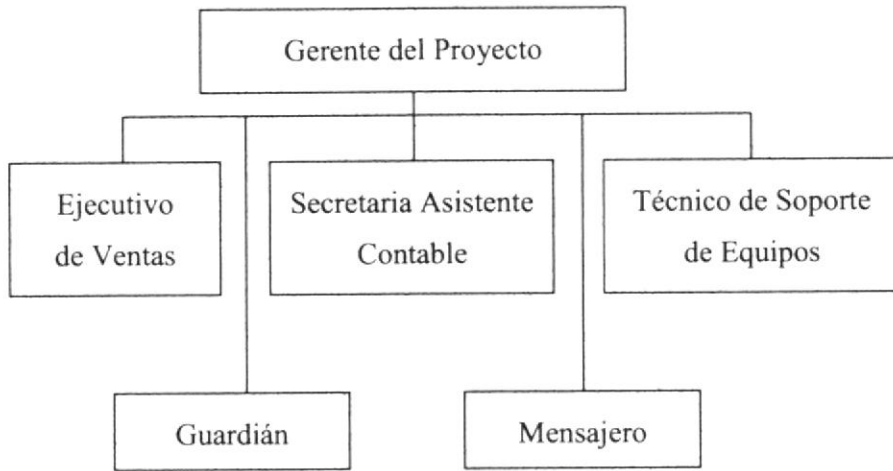 Gerente del Proyecto
Ejecutivo
de Ventas
Secretaria Asistente
Contable
Técnico de Soporte
de Equipos
Guardián
Mensajero